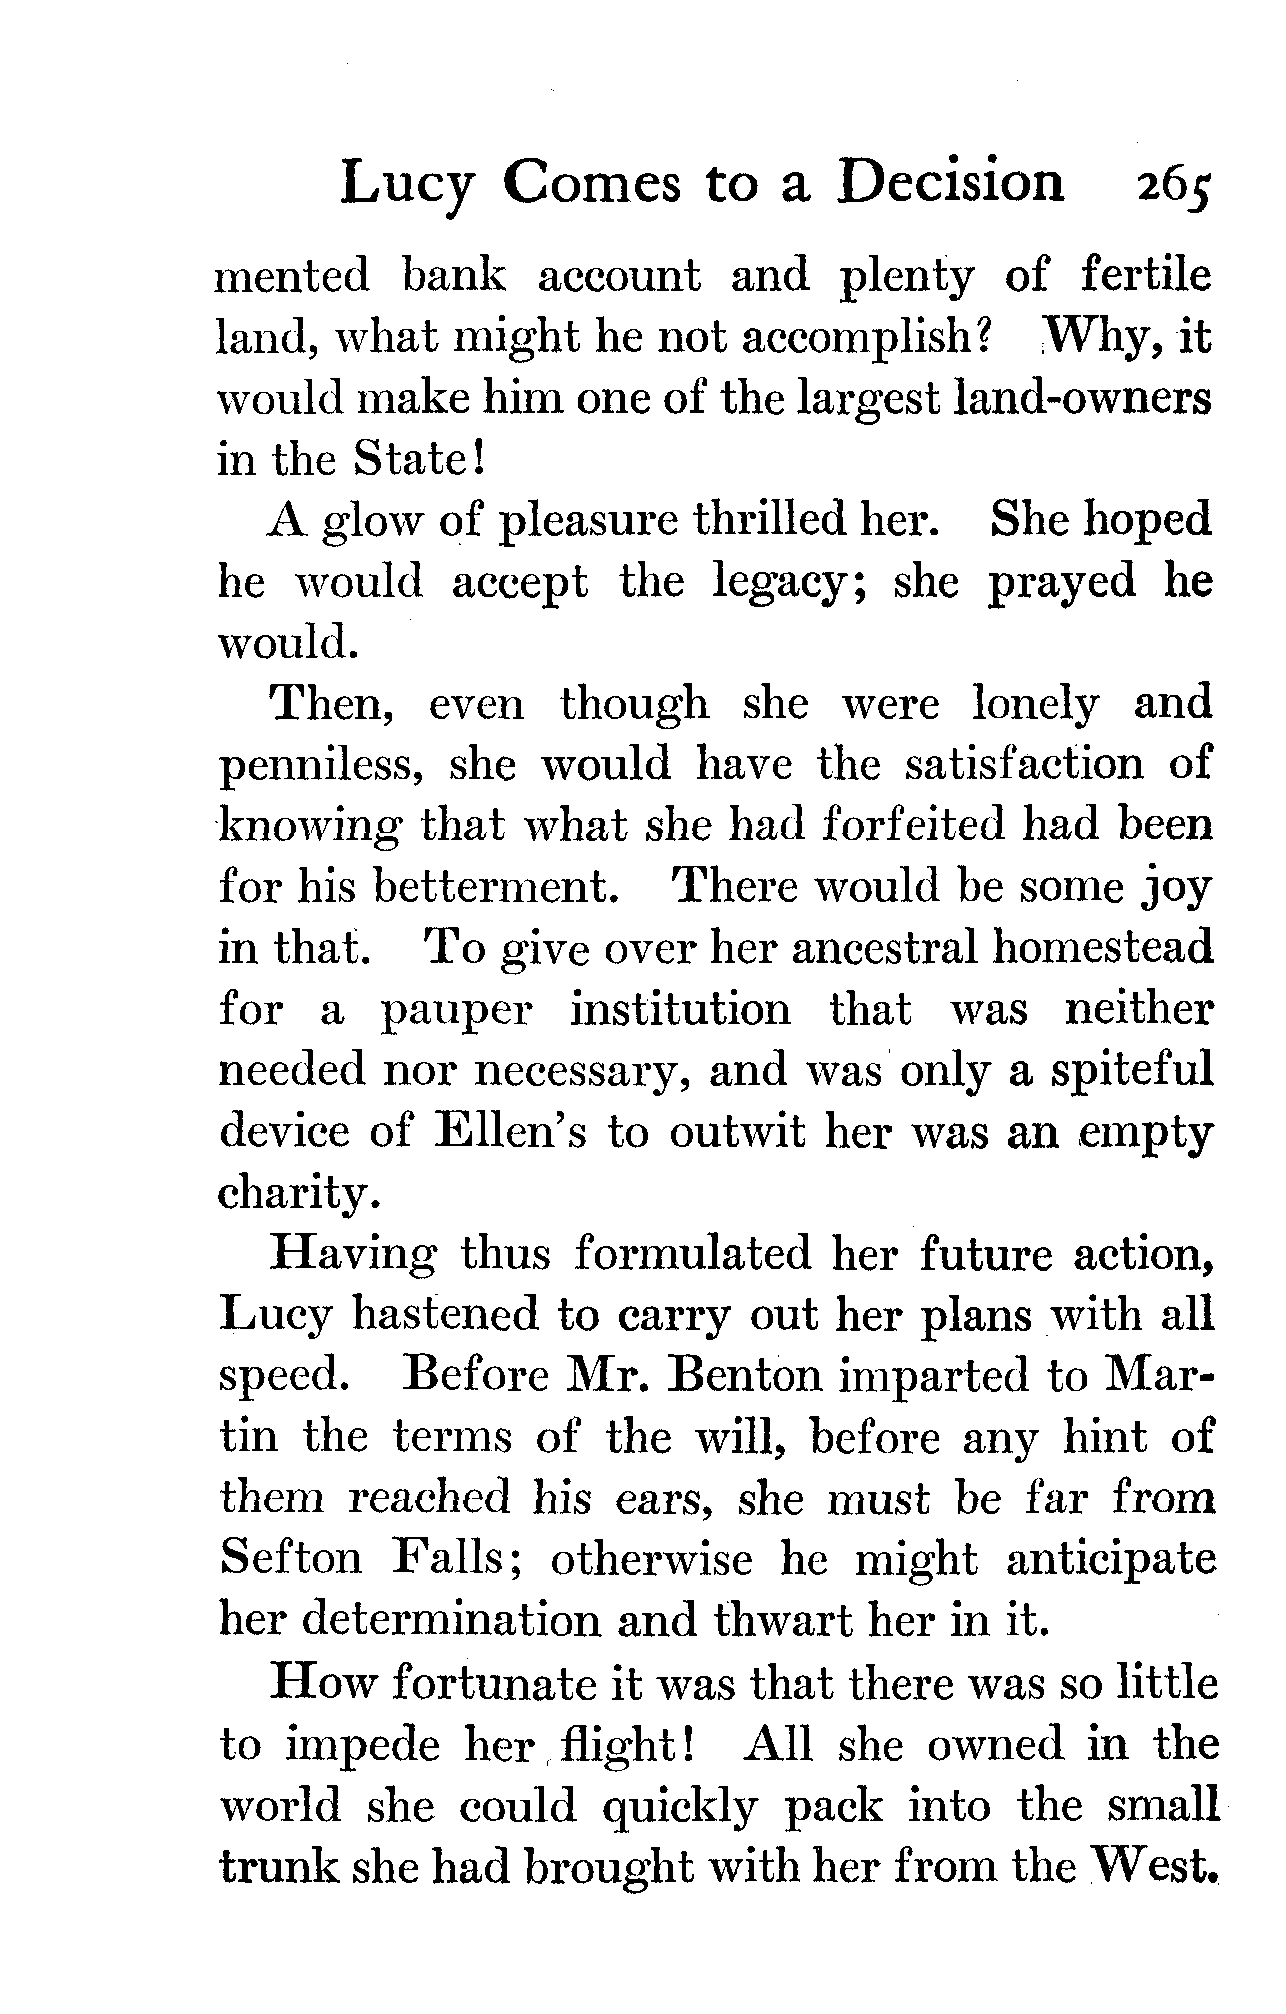 Lucy Comes to a Decision 265
mented bank account and plenty of fertile
land, what might he not accomplish? Why, it
would make him one of the largest land-owners
in the State!
A glow of pleasure thrilled her. She hoped
he would accept the legacy; she prayed he
would.
Then, even though she were lonely and
penniless, she would have the satisfaction of
knowing that what she had forfeited had been
for his betterment. There would be some joy
in that. To give over her ancestral homestead
for a pauper institution that was neither
needed nor necessary, and was only a spiteful
device of Ellen's to outwit her was an empty
charity.
Having thus formulated her future action,
Lucy hastened to carry out her plans with all
speed. Before Mr. Benton imparted to Mar-
tin the terms of the will, before any hint of
them reached his ears, she must be far from
Sefton Falls; otherwise he might anticipate
her determination and thwart her in it.
How fortunate it was that there was so little
to impede her flight! All she owned in the
world she could quickly pack into the small
trunk she had brought with her from the West.